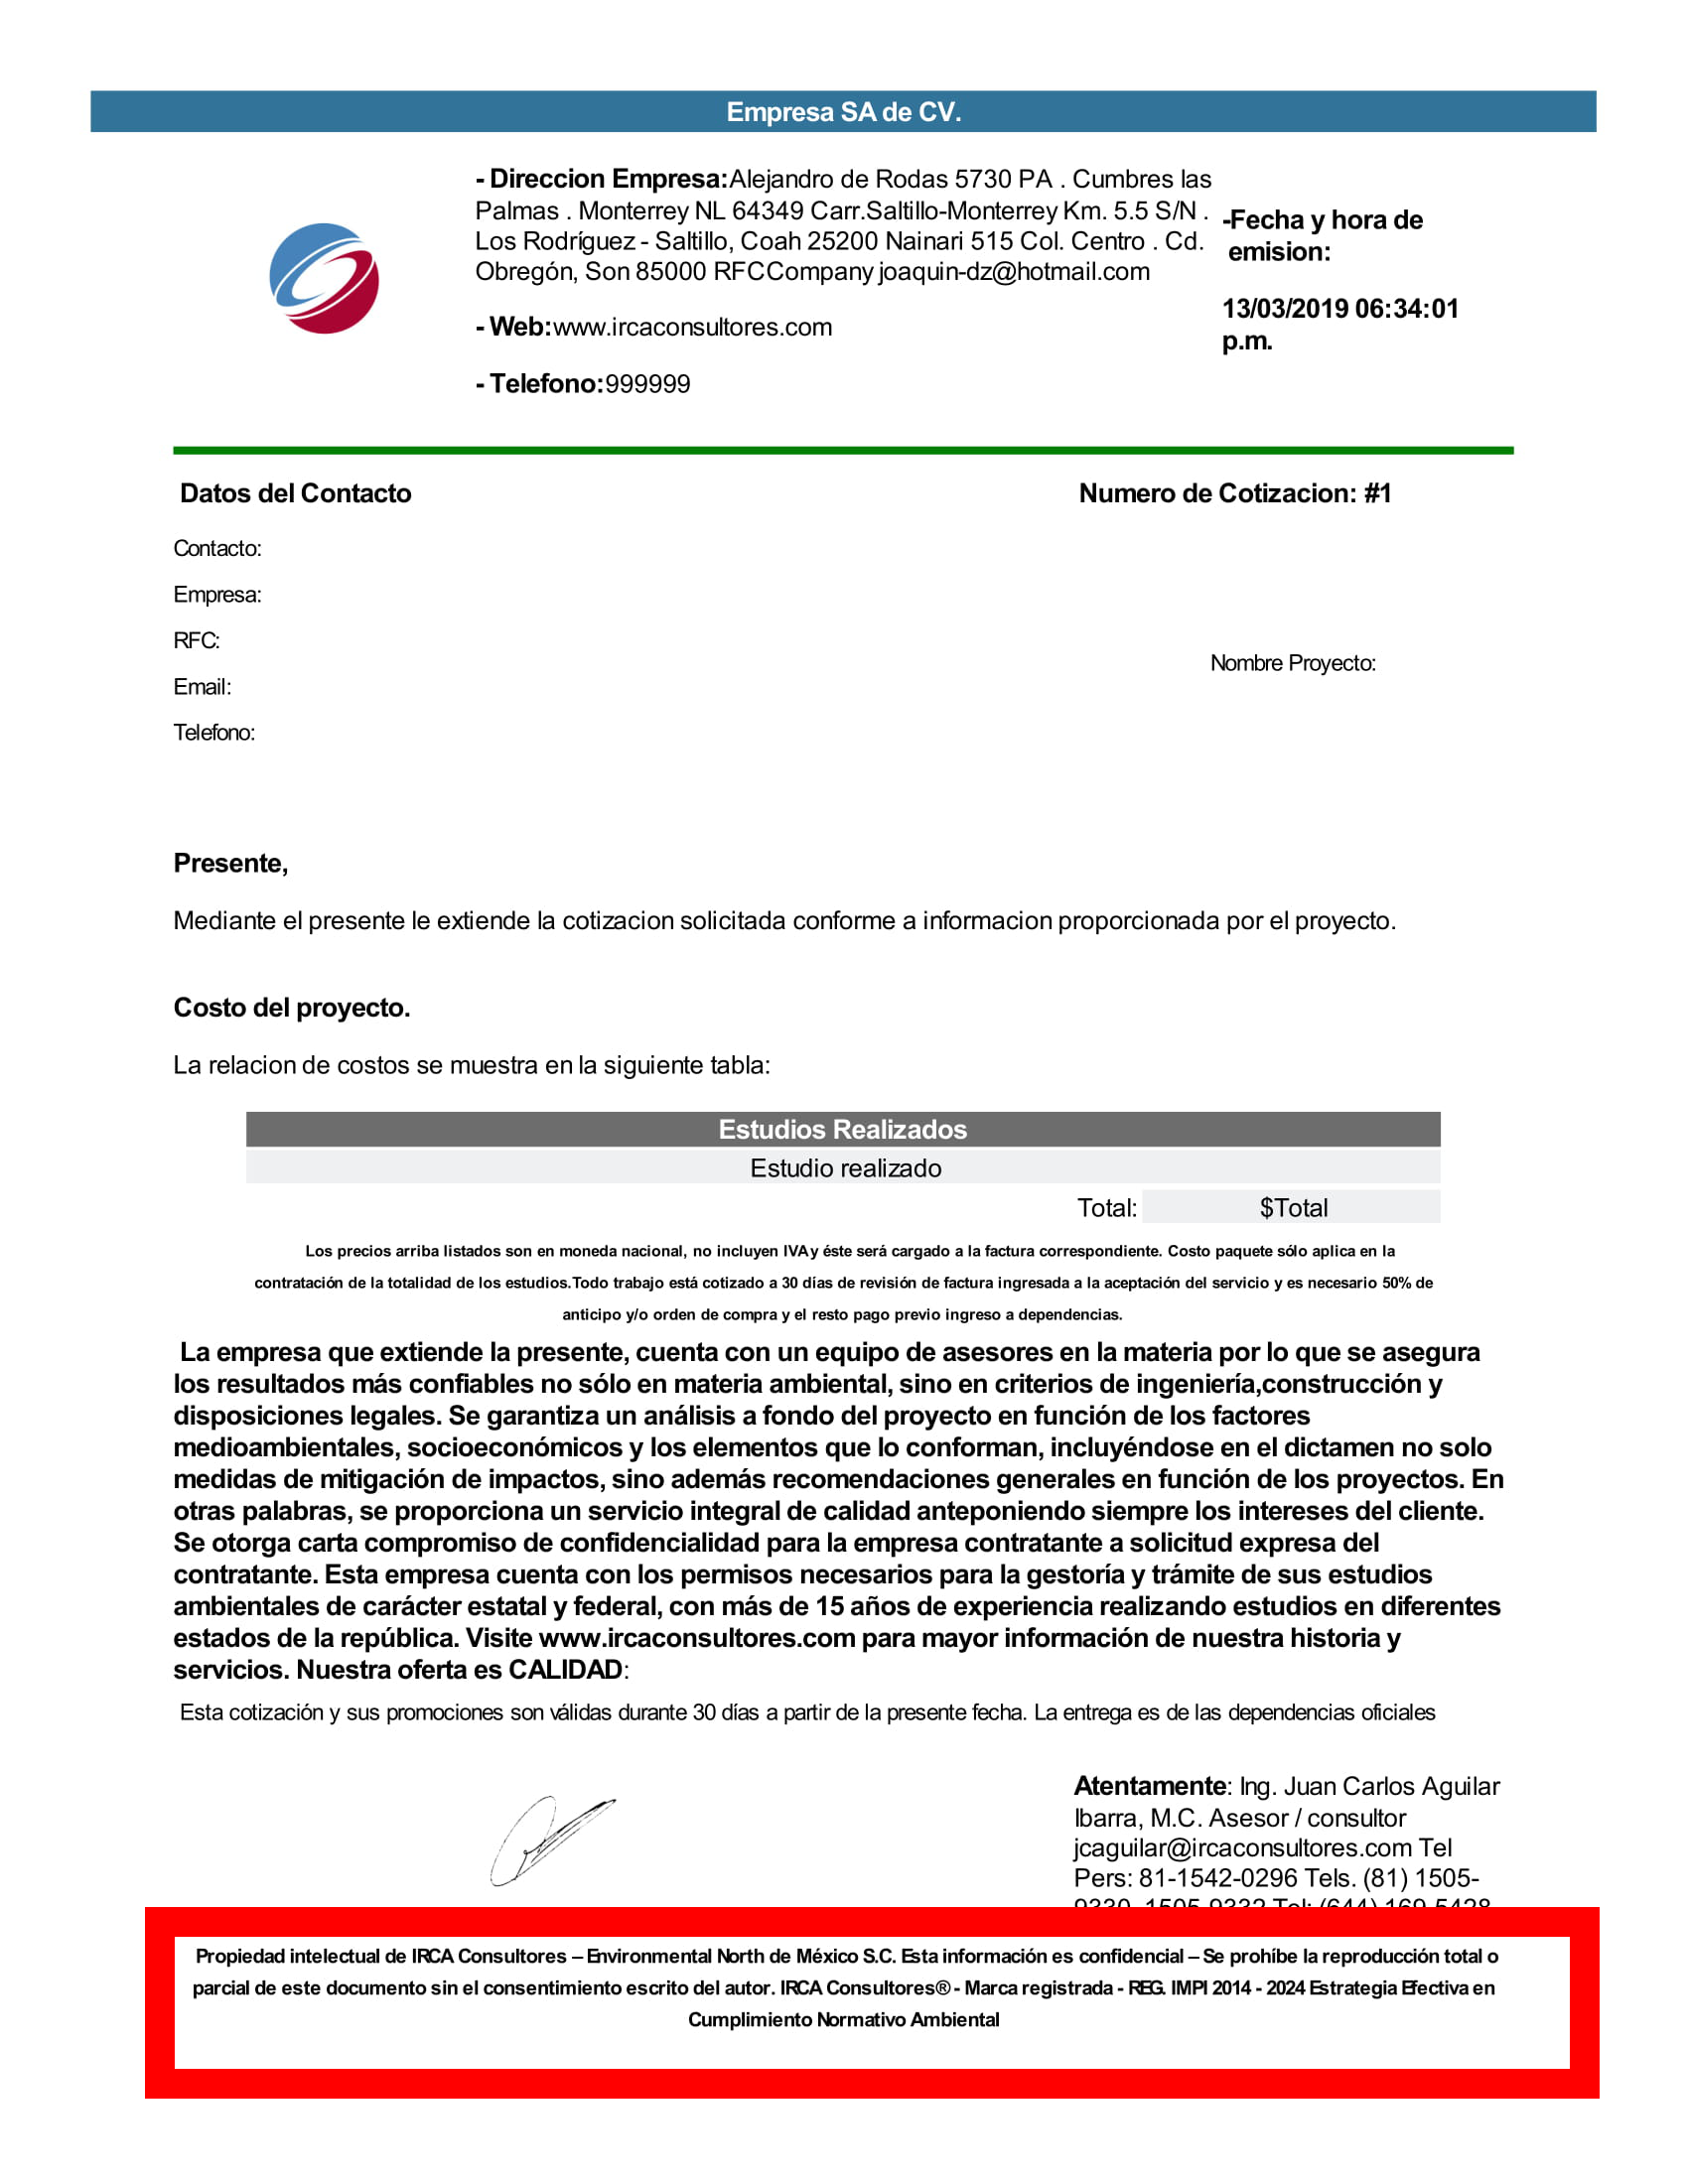 Empresa SA de CV.
- Direccion Empresa:Alejandro de Rodas 5730 PA . Cumbres las
Palmas . Monterrey NL 64349 Carr.Saltillo-Monterrey Km. 5.5 S/N .
Los Rodríguez - Saltillo, Coah 25200 Nainari 515 Col. Centro . Cd.
Obregón, Son 85000 RFCCompany joaquin-dz@hotmail.com
- Web:www.ircaconsultores.com
- Telefono:999999
-Fecha y hora de
emision:
13/03/2019 06:34:01
p.m.
Datos del Contacto
Numero de Cotizacion: #1
Contacto:
Empresa:
RFC:
Email:
Telefono:
Nombre Proyecto:
Presente,
Mediante el presente le extiende la cotizacion solicitada conforme a informacion proporcionada por el proyecto.
Costo del proyecto.
La relacion de costos se muestra en la siguiente tabla:
Estudios Realizados
Estudio realizado
Total: $Total
Los precios arriba listados son en moneda nacional, no incluyen IVA y éste será cargado a la factura correspondiente. Costo paquete sólo aplica en la
contratación de la totalidad de los estudios.Todo trabajo está cotizado a 30 días de revisión de factura ingresada a la aceptación del servicio y es necesario 50% de
anticipo y/o orden de compra y el resto pago previo ingreso a dependencias.
La empresa que extiende la presente, cuenta con un equipo de asesores en la materia por lo que se asegura
los resultados más confiables no sólo en materia ambiental, sino en criterios de ingeniería,construcción y
disposiciones legales. Se garantiza un análisis a fondo del proyecto en función de los factores
medioambientales, socioeconómicos y los elementos que lo conforman, incluyéndose en el dictamen no solo
medidas de mitigación de impactos, sino además recomendaciones generales en función de los proyectos. En
otras palabras, se proporciona un servicio integral de calidad anteponiendo siempre los intereses del cliente.
Se otorga carta compromiso de confidencialidad para la empresa contratante a solicitud expresa del
contratante. Esta empresa cuenta con los permisos necesarios para la gestoría y trámite de sus estudios
ambientales de carácter estatal y federal, con más de 15 años de experiencia realizando estudios en diferentes
estados de la república. Visite www.ircaconsultores.com para mayor información de nuestra historia y
servicios. Nuestra oferta es CALIDAD:
Esta cotización y sus promociones son válidas durante 30 días a partir de la presente fecha. La entrega es de las dependencias oficiales
Atentamente: Ing. Juan Carlos Aguilar
Ibarra, M.C. Asesor / consultor
jcaguilar@ircaconsultores.com Tel
Pers: 81-1542-0296 Tels. (81) 1505-
Propiedad intelectual de IRCA Consultores – Environmental North de México S.C. Esta información es confidencial – Se prohíbe la reproducción total o
parcial de este documento sin el consentimiento escrito del autor. IRCA Consultores® - Marca registrada - REG. IMPI 2014 - 2024 Estrategia Efectiva en
Cumplimiento Normativo Ambiental